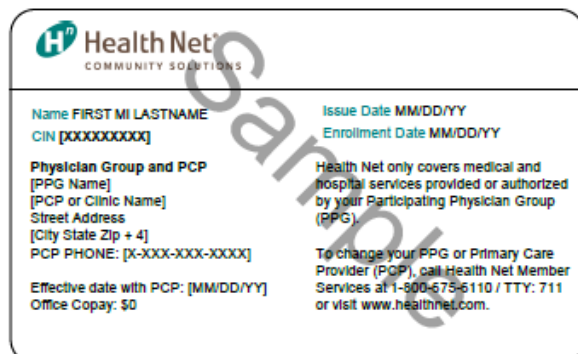 Health Net®
COMMUNITY SOLUTIONS
Sample
Name FIRST MI LASTNAME
CIN [XXXXXXXXX]
Issue Date MM/DD/YY
Enrollment Date MM/DD/YY
Physician Group and PCP
[PPG Name]
[PCP or Clinic Name]
Street Address
[City State Zip + 4]
PCP PHONE: [X-XXX-XXX-XXXX]
Effective date with PCP: [MM/DD/YY]
Office Copay: $0
Health Net only covers medical and
hospital services provided or authorized
by your Participating Physician Group
(PPG).
To change your PPG or Primary Care
Provider (PCP), call Health Net Member
Services at 1-800-675-6110 / TTY: 711
or visit www.healthnet.com.